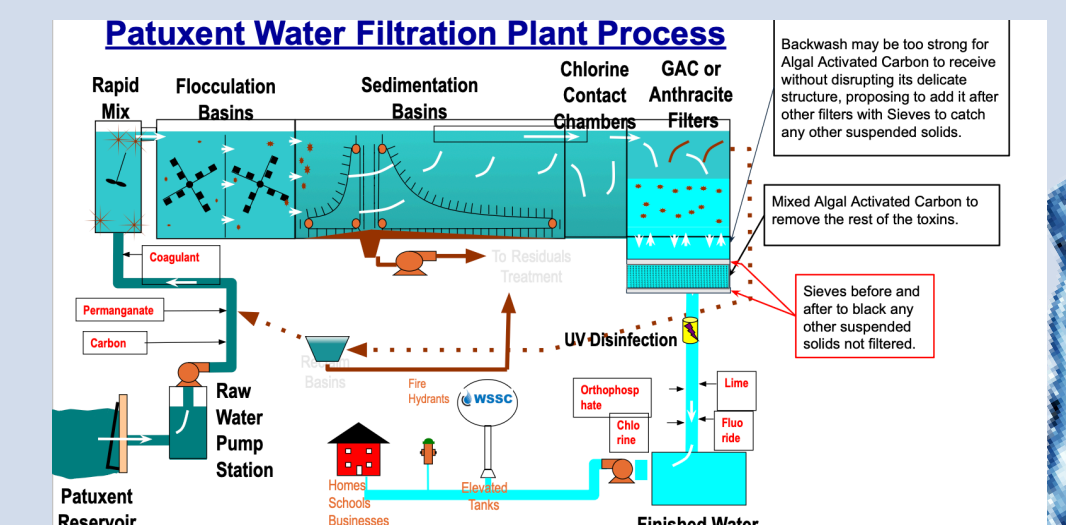 Patuxent Water Filtration Plant Process
Rapid
Mix
Flocculation
Basins
Sedimentation
Basins
Chlorine
Contact
Chambers
GAC or
Anthracite
Filters
Backwash may be too strong for
Algal Activated Carbon to receive
without disrupting its delicate
structure, proposing to add it after
other filters with Sieves to catch
any other suspended solids.
Mixed Algal Activated Carbon to
remove the rest of the toxins.
Sieves before and
after to black any
other suspended
solids not filtered.
Coagulant
Permanganate
Carbon
To Residuals
Treatment
UV Disinfection
Reclaim
Basins
Fire
Hydrants
WSSC
Orthophosp
hate
Lime
Chlo
rine
Fluo
ride
Raw
Water
Pump
Station
Homes
Schools
Businesses
Elevated
Tanks
Patuxent
Reservoir
Finished Water